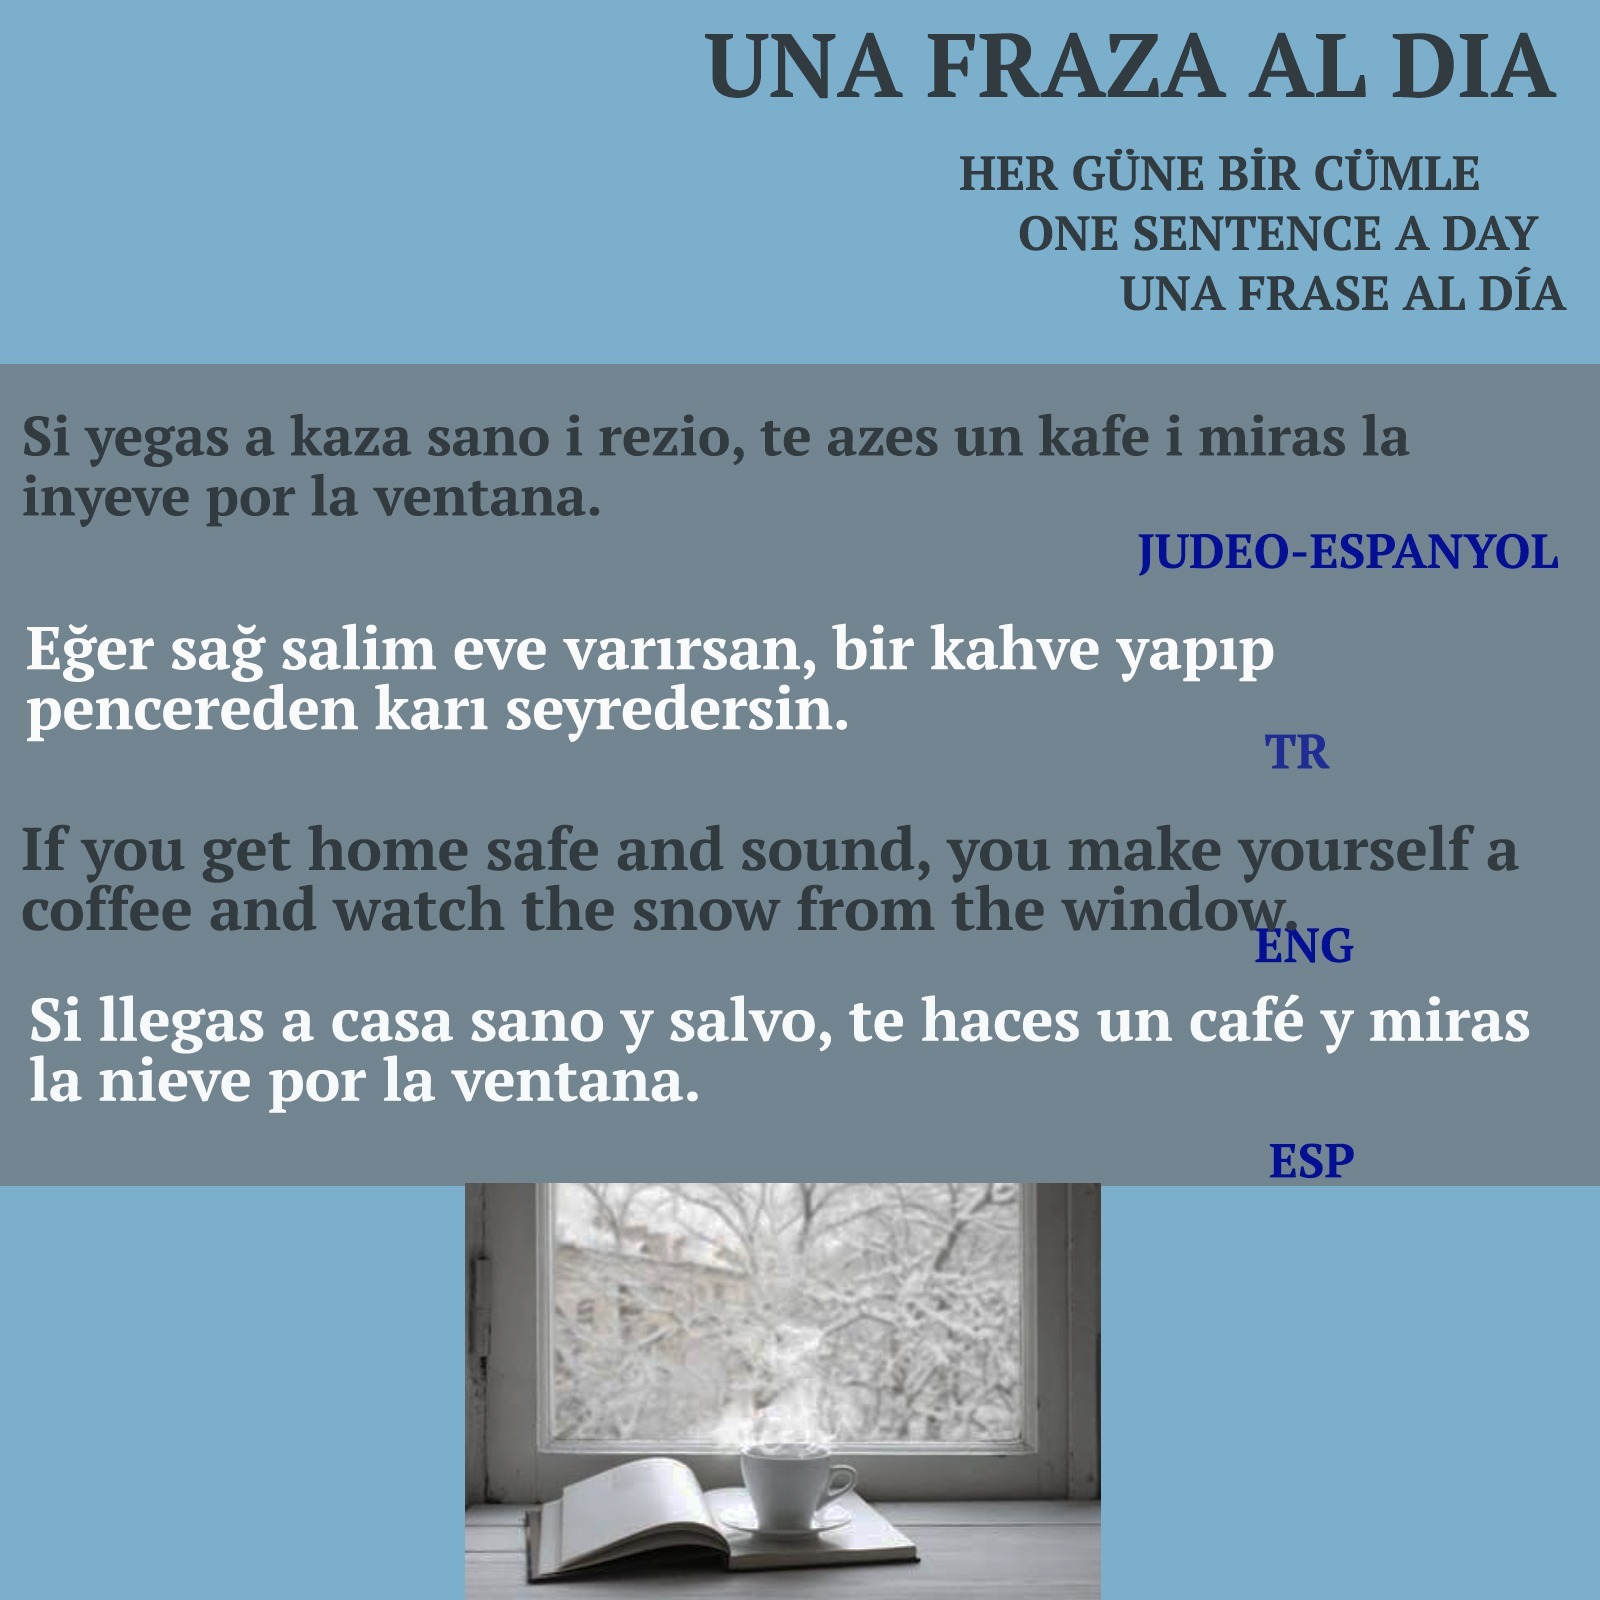 UNA FRAZA AL DIA
HER GÜNE BİR CÜMLE
ONE SENTENCE A DAY
UNA FRASE AL DÍA
Si yegas a kaza sano i rezio, te azes un kafe i miras la
inyeve por la ventana.
JUDEO-ESPANYOL
Eğer sağ salim eve varırsan, bir kahve yapıp
pencereden karı seyredersin.
TR
If you get home safe and sound, you make yourself a
coffee and watch the snow from the window.
ENG
Si llegas a casa sano y salvo, te haces un café y miras
la nieve por la ventana.
ESP